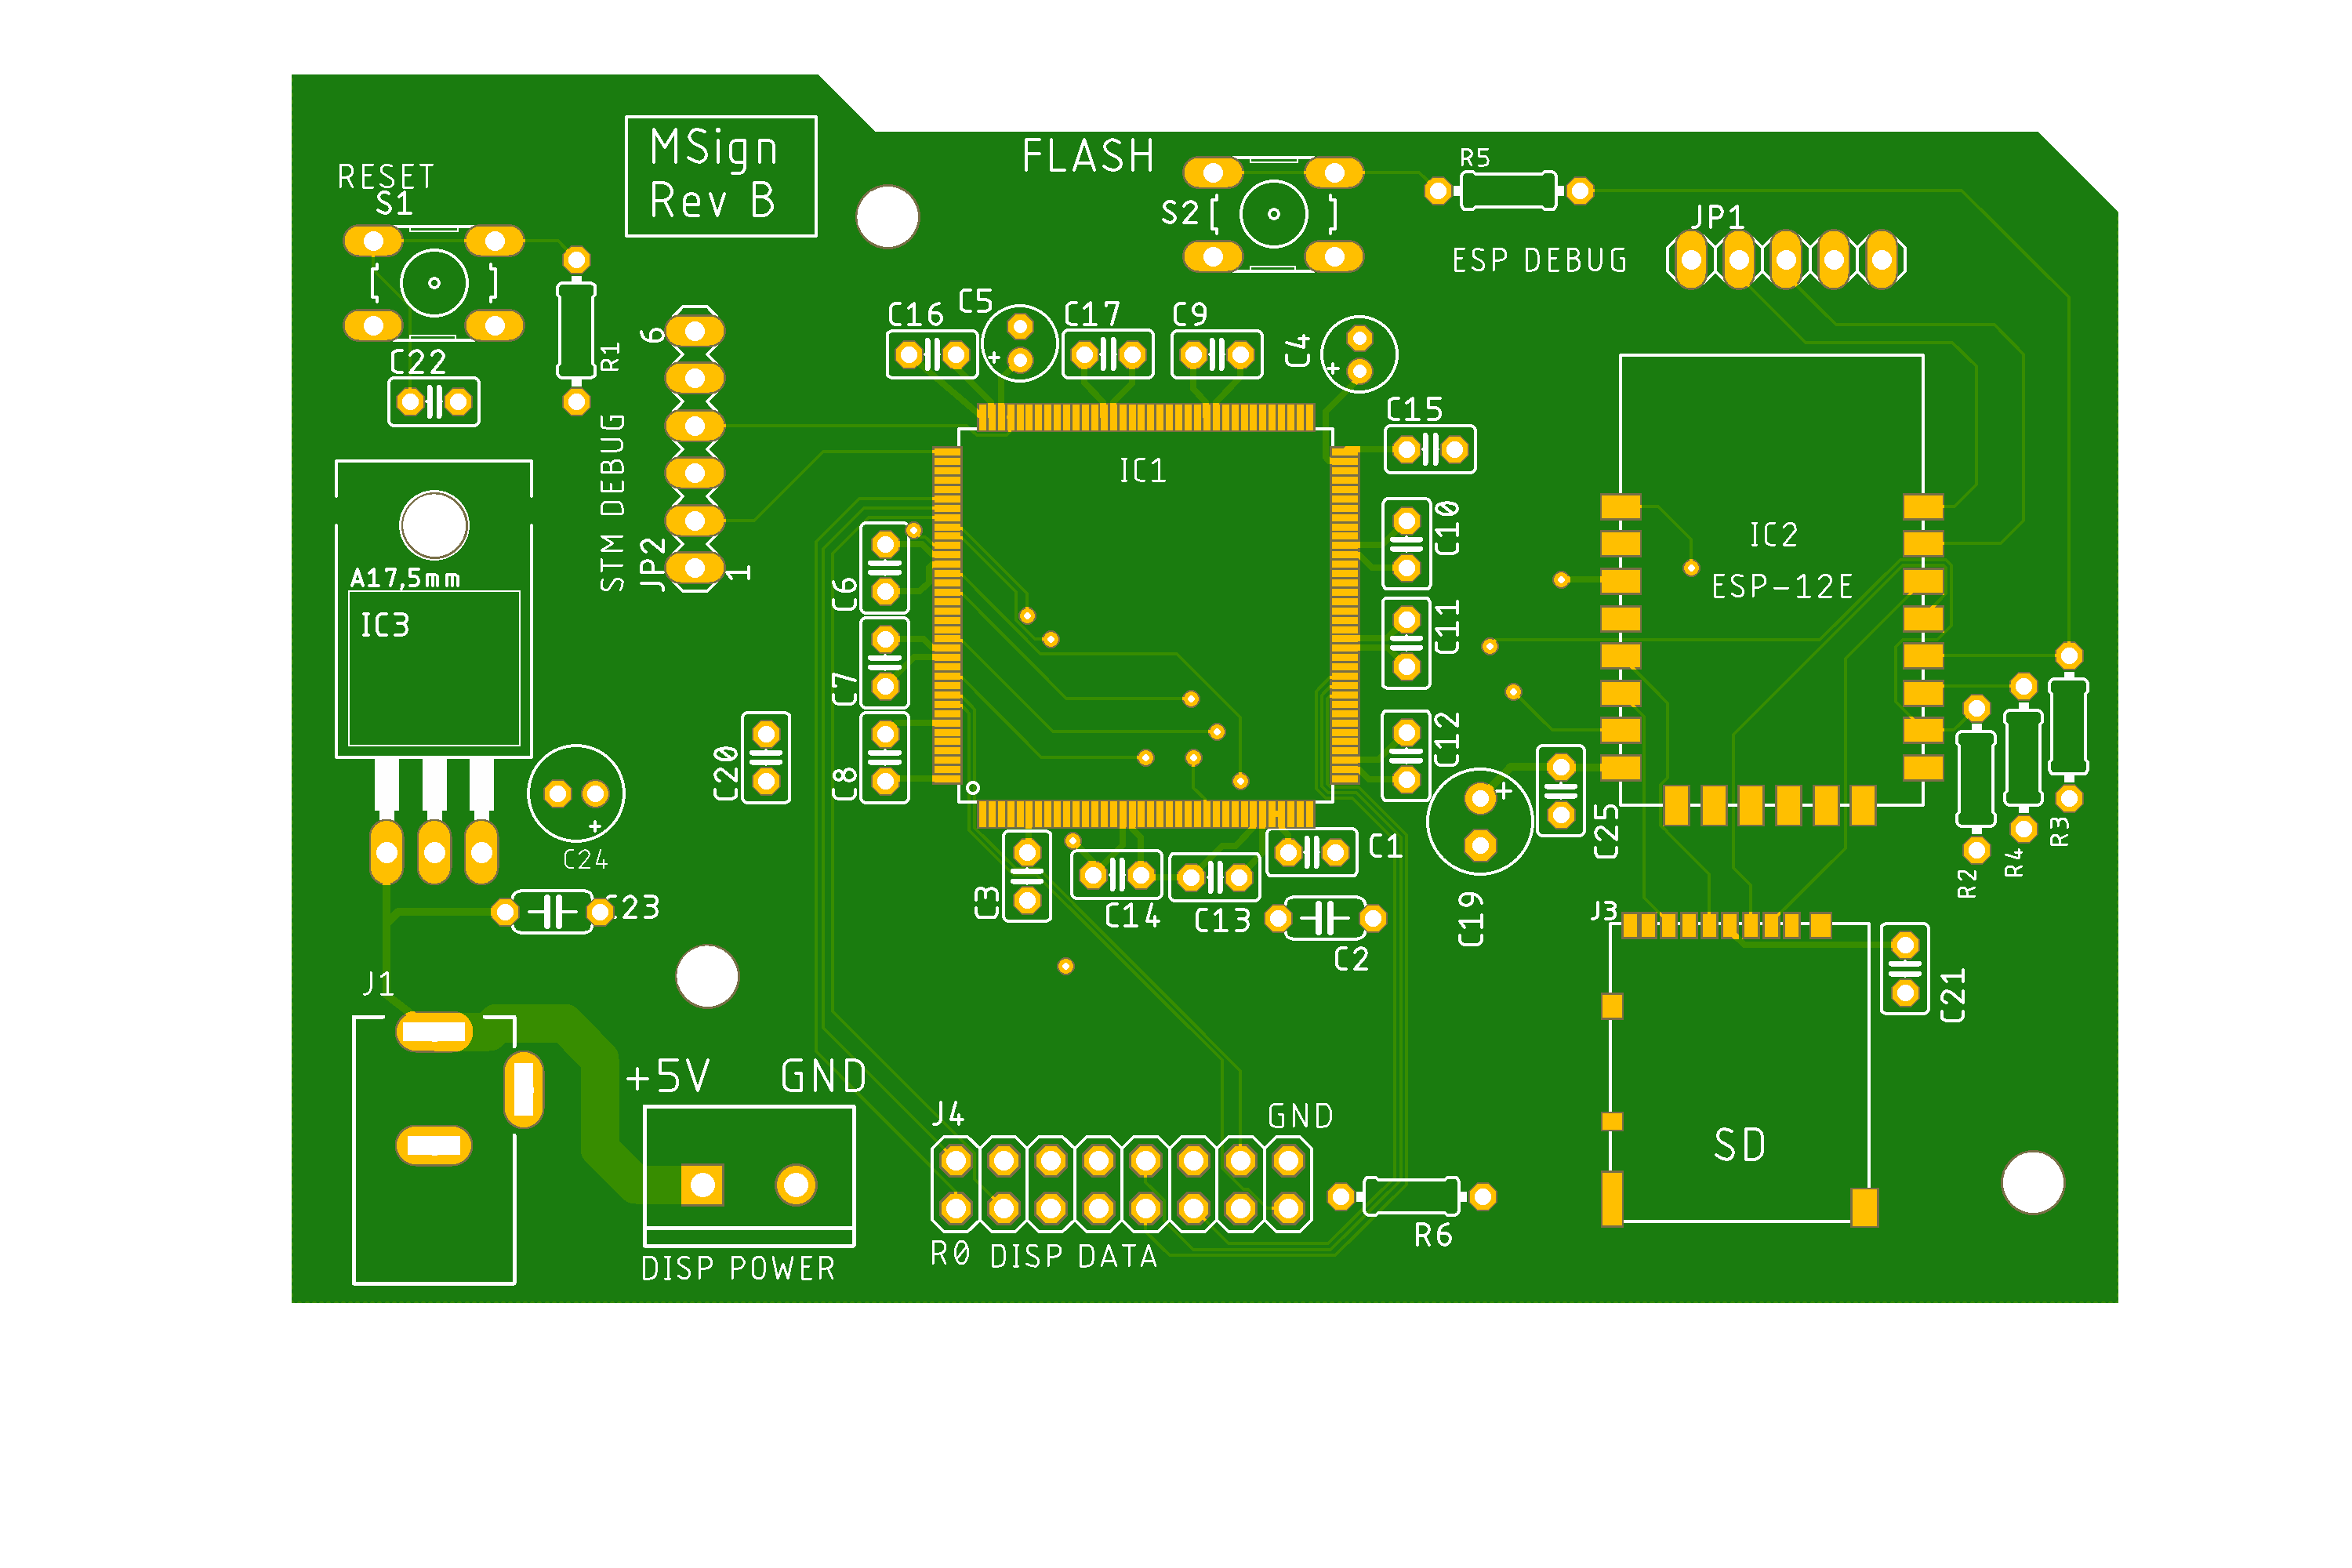 MSign
Rev B
FLASH
R5
RESET
S1
S2
JP1
ESP DEBUG
C16
C5
C17
C9
C4
6
R1
C22
C15
STM DEBUG
IC1
C10
IC2
ESP-12E
JP2
1
A17,5mm
IC3
C6
C11
C7
C12
C20
C8
C25
R3
R4
R2
C24
C1
C3
C14
C13
C2
C19
C23
J3
J1
C21
+5V
GND
J4
GND
SD
R6
R0
DISP DATA
DISP POWER